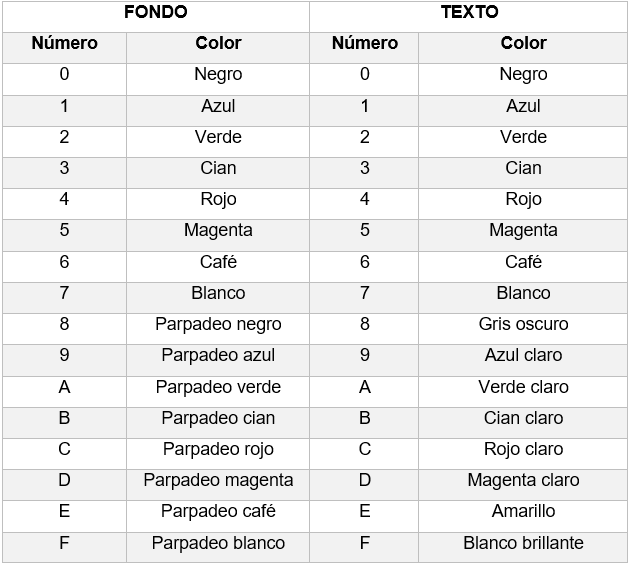 FONDO TEXTO
Número Color Número Color
0 Negro 0 Negro
1 Azul 1 Azul
2 Verde 2 Verde
3 Cian 3 Cian
4 Rojo 4 Rojo
5 Magenta 5 Magenta
6 Café 6 Café
7 Blanco 7 Blanco
8 Parpadeo negro 8 Gris oscuro
9 Parpadeo azul 9 Azul claro
A Parpadeo verde A Verde claro
B Parpadeo cian B Cian claro
C Parpadeo rojo C Rojo claro
D Parpadeo magenta D Magenta claro
E Parpadeo café E Amarillo
F Parpadeo blanco F Blanco brillante